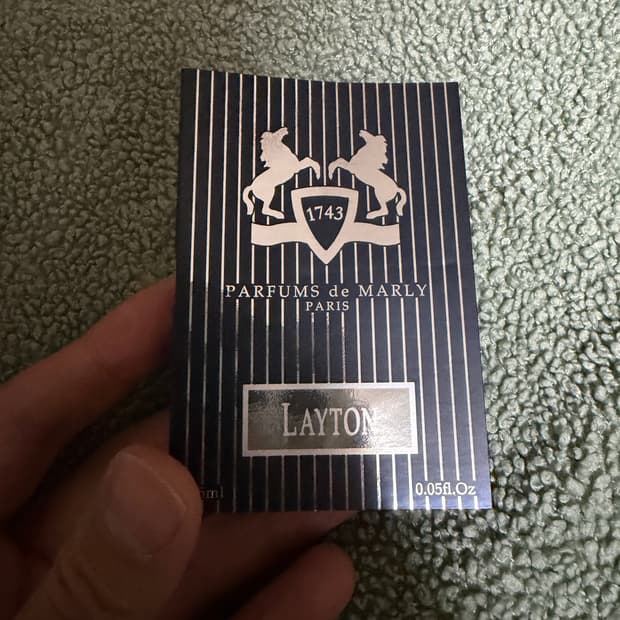 1743
PARFUMS de MARLY
PARIS
LAYTON
0.05fl.Oz